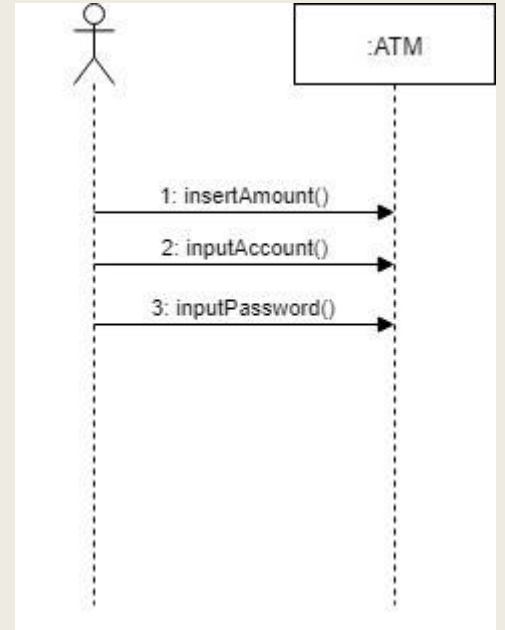 :ATM
1: insertAmount()
2: inputAccount()
3: inputPassword()